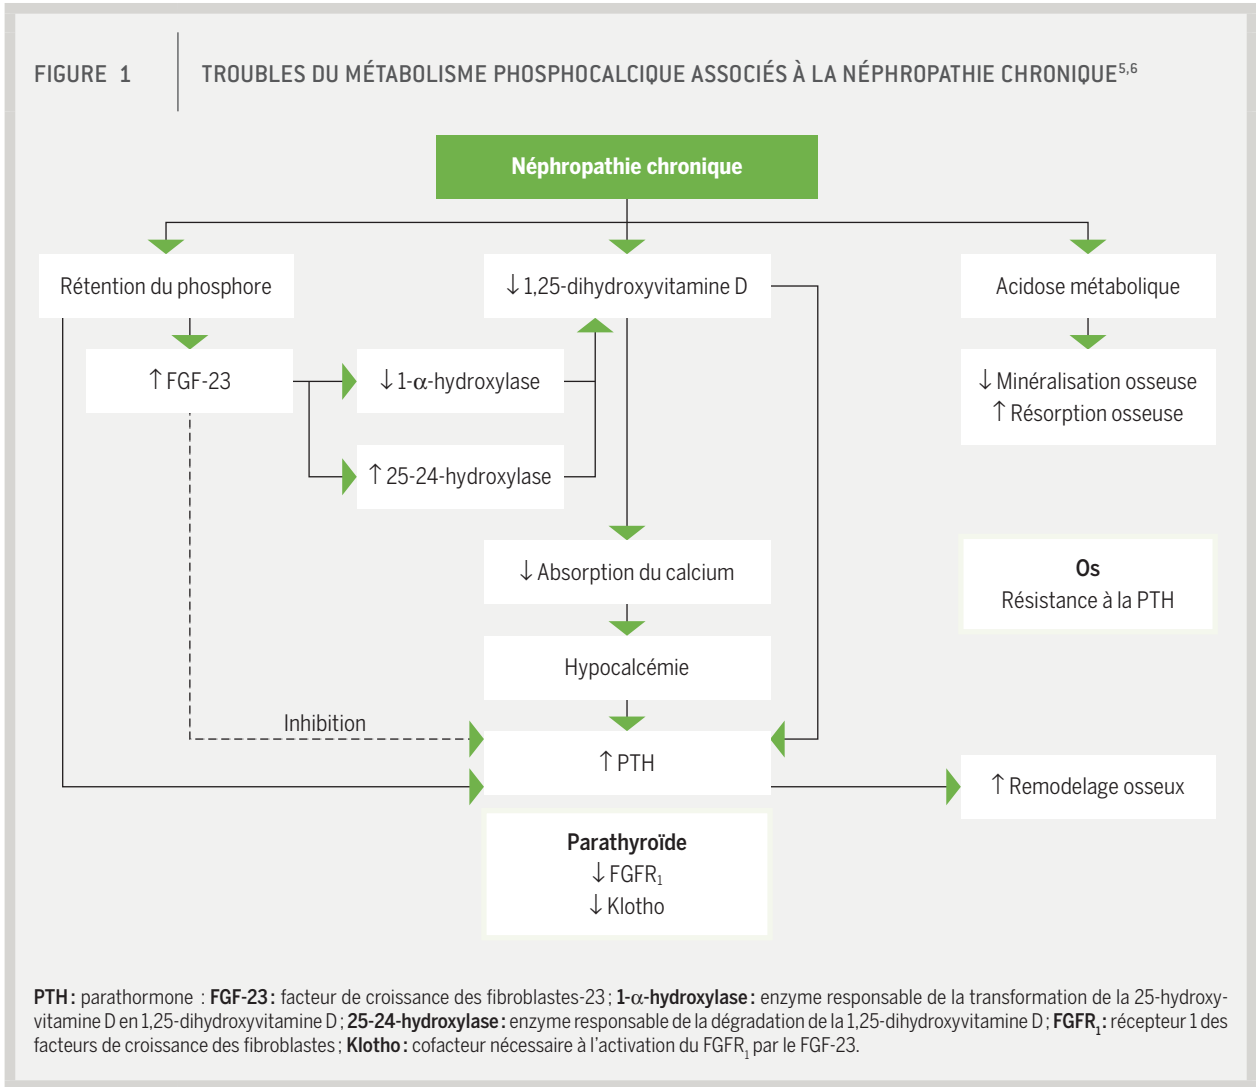 FIGURE 1
TROUBLES DU MÉTABOLISME PHOSPHOCALCIQUE ASSOCIÉS À LA NÉPHROPATHIE CHRONIQUE5,6
Néphropathie chronique
Rétention du phosphore
↓ 1,25-dihydroxyvitamine D
Acidose métabolique
↑ FGF-23
↓ 1-α-hydroxylase
↓ Minéralisation osseuse
↑ Résorption osseuse
↑ 25-24-hydroxylase
↓ Absorption du calcium
Os
Résistance à la PTH
Hypocalcémie
Inhibition
↑ PTH
↑ Remodelage osseux
Parathyroïde
↓ FGFR1
↓ Klotho
PTH : parathormone : FGF-23 : facteur de croissance des fibroblastes-23 ; 1-α-hydroxylase : enzyme responsable de la transformation de la 25-hydroxy-
vitamine D en 1,25-dihydroxyvitamine D ; 25-24-hydroxylase : enzyme responsable de la dégradation de la 1,25-dihydroxyvitamine D ; FGFR1 : récepteur 1 des
facteurs de croissance des fibroblastes ; Klotho : cofacteur nécessaire à l'activation du FGFR1 par le FGF-23.